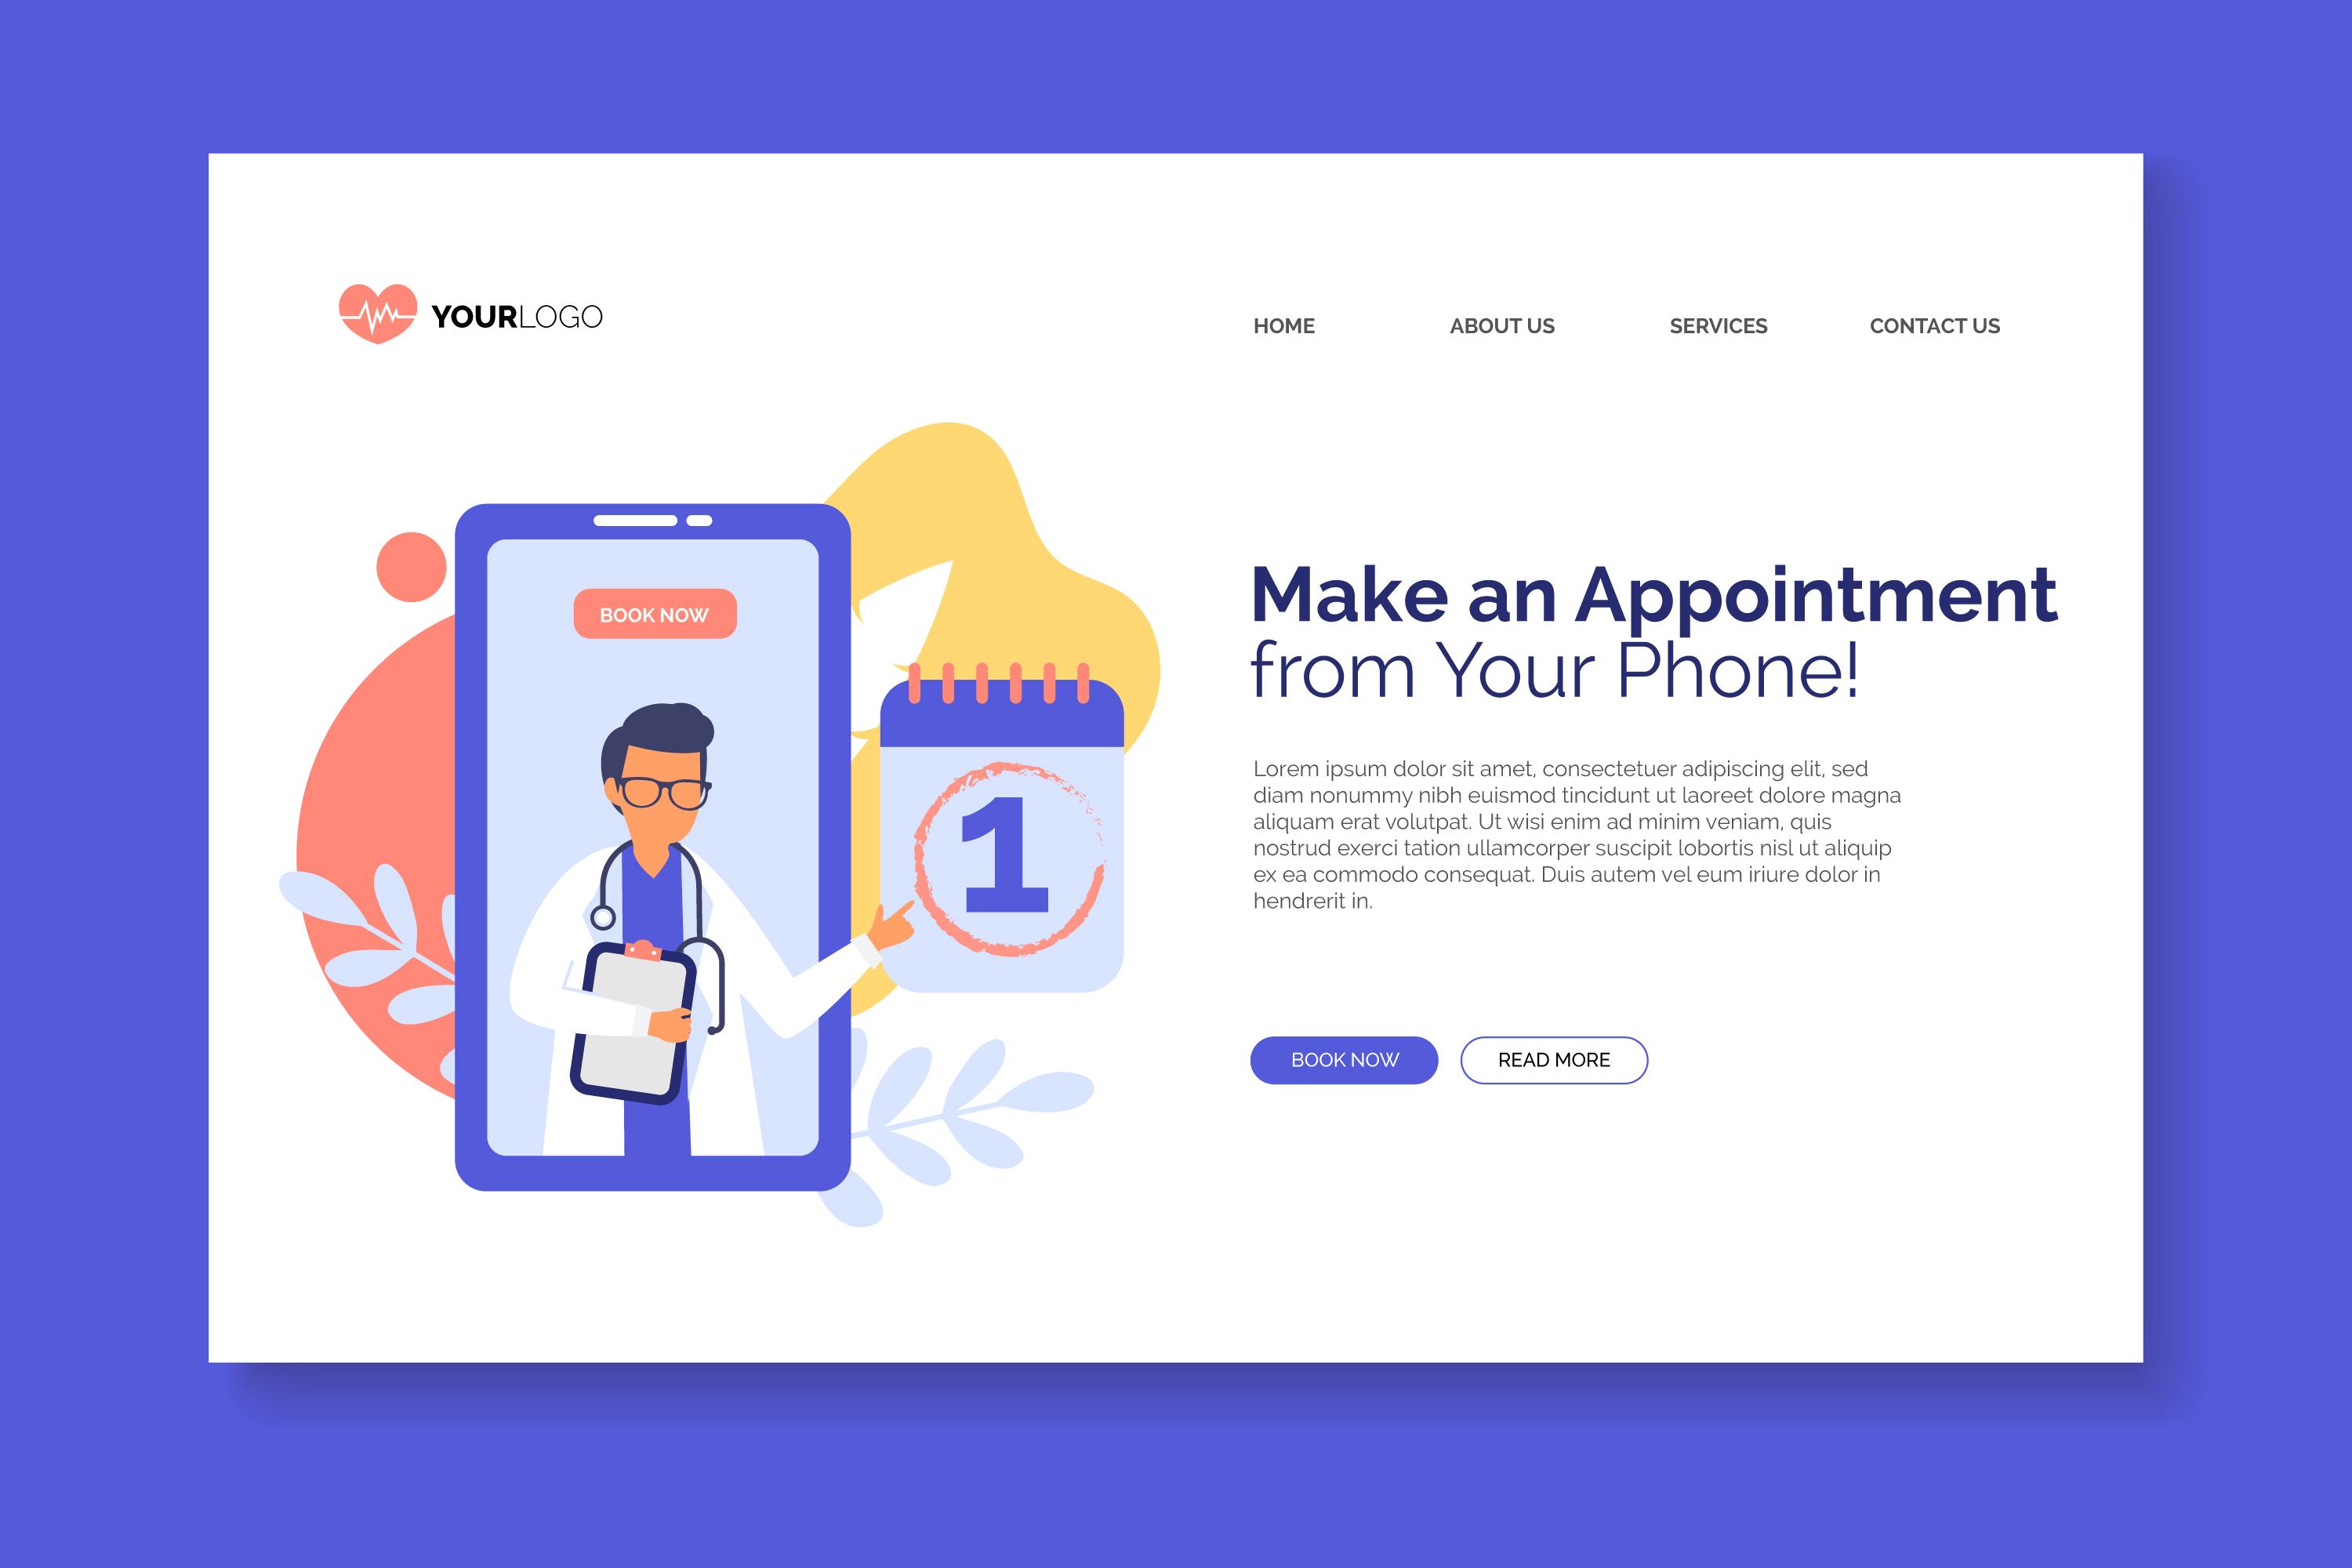 YOURLOGO
HOME ABOUT US SERVICES CONTACT US
BOOK NOW
1
Make an Appointment
from Your Phone!
Lorem ipsum dolor sit amet, consectetuer adipiscing elit, sed
diam nonummy nibh euismod tincidunt ut laoreet dolore magna
aliquam erat volutpat. Ut wisi enim ad minim veniam, quis
nostrud exerci tation ullamcorper suscipit lobortis nisl ut aliquip
ex ea commodo consequat. Duis autem vel eum iriure dolor in
hendrerit in.
BOOK NOW READ MORE